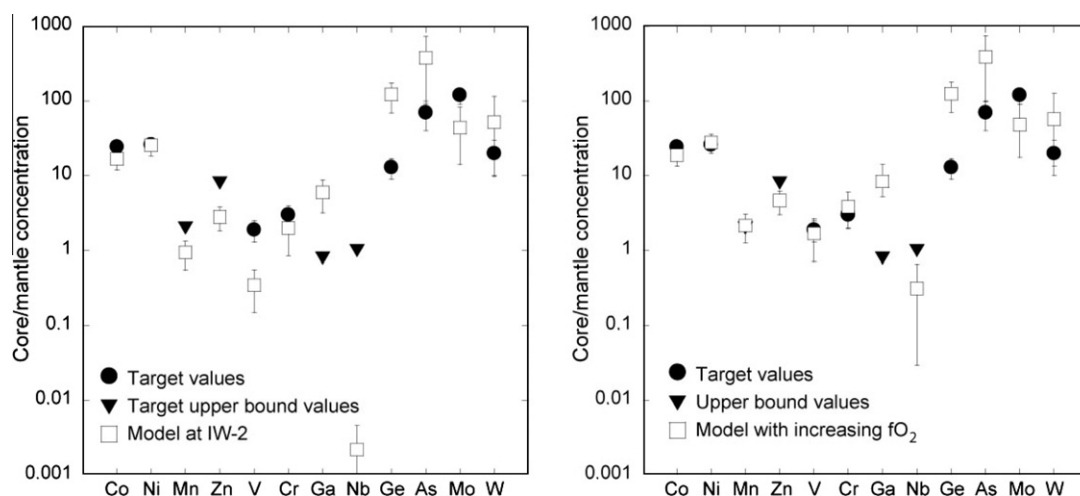 Core/mantle concentration
1000
100
10
1
0.1
0.01
0.001
Target values
Target upper bound values
Model at IW-2
Co Ni Mn Zn V Cr Ga Nb Ge As Mo W
Core/mantle concentration
1000
100
10
1
0.1
0.01
0.001
Target values
Upper bound values
Model with increasing fO₂
Co Ni Mn Zn V Cr Ga Nb Ge As Mo W